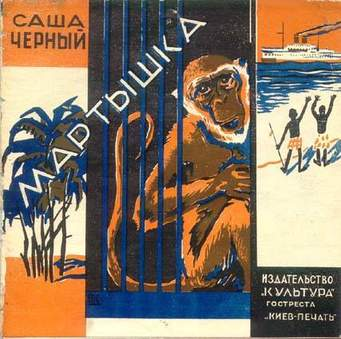 САША
ЧЕРНЫЙ
МАРТЫШКА
ИЗДАТЕЛЬСТВО
„КУЛЬТУРА"
ГОСТРЕСТА
„КИЕВ-ПЕЧАТЬ"